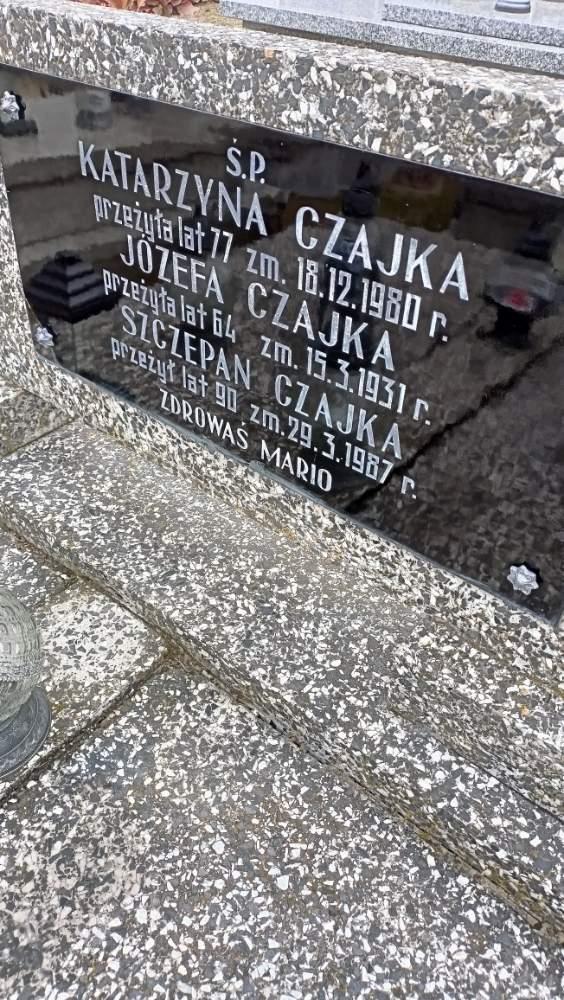 Ś.P.
KATARZYNA CZAJKA
przeżyła lat 77 zm. 18.12.1980 r.
JÓZEFA CZAJKA
przeżyła lat 64 zm. 15.3.1931 r.
SZCZEPAN CZAJKA
przeżył lat 90 zm. 29.3.1987 r.
ZDROWAŚ MARIO